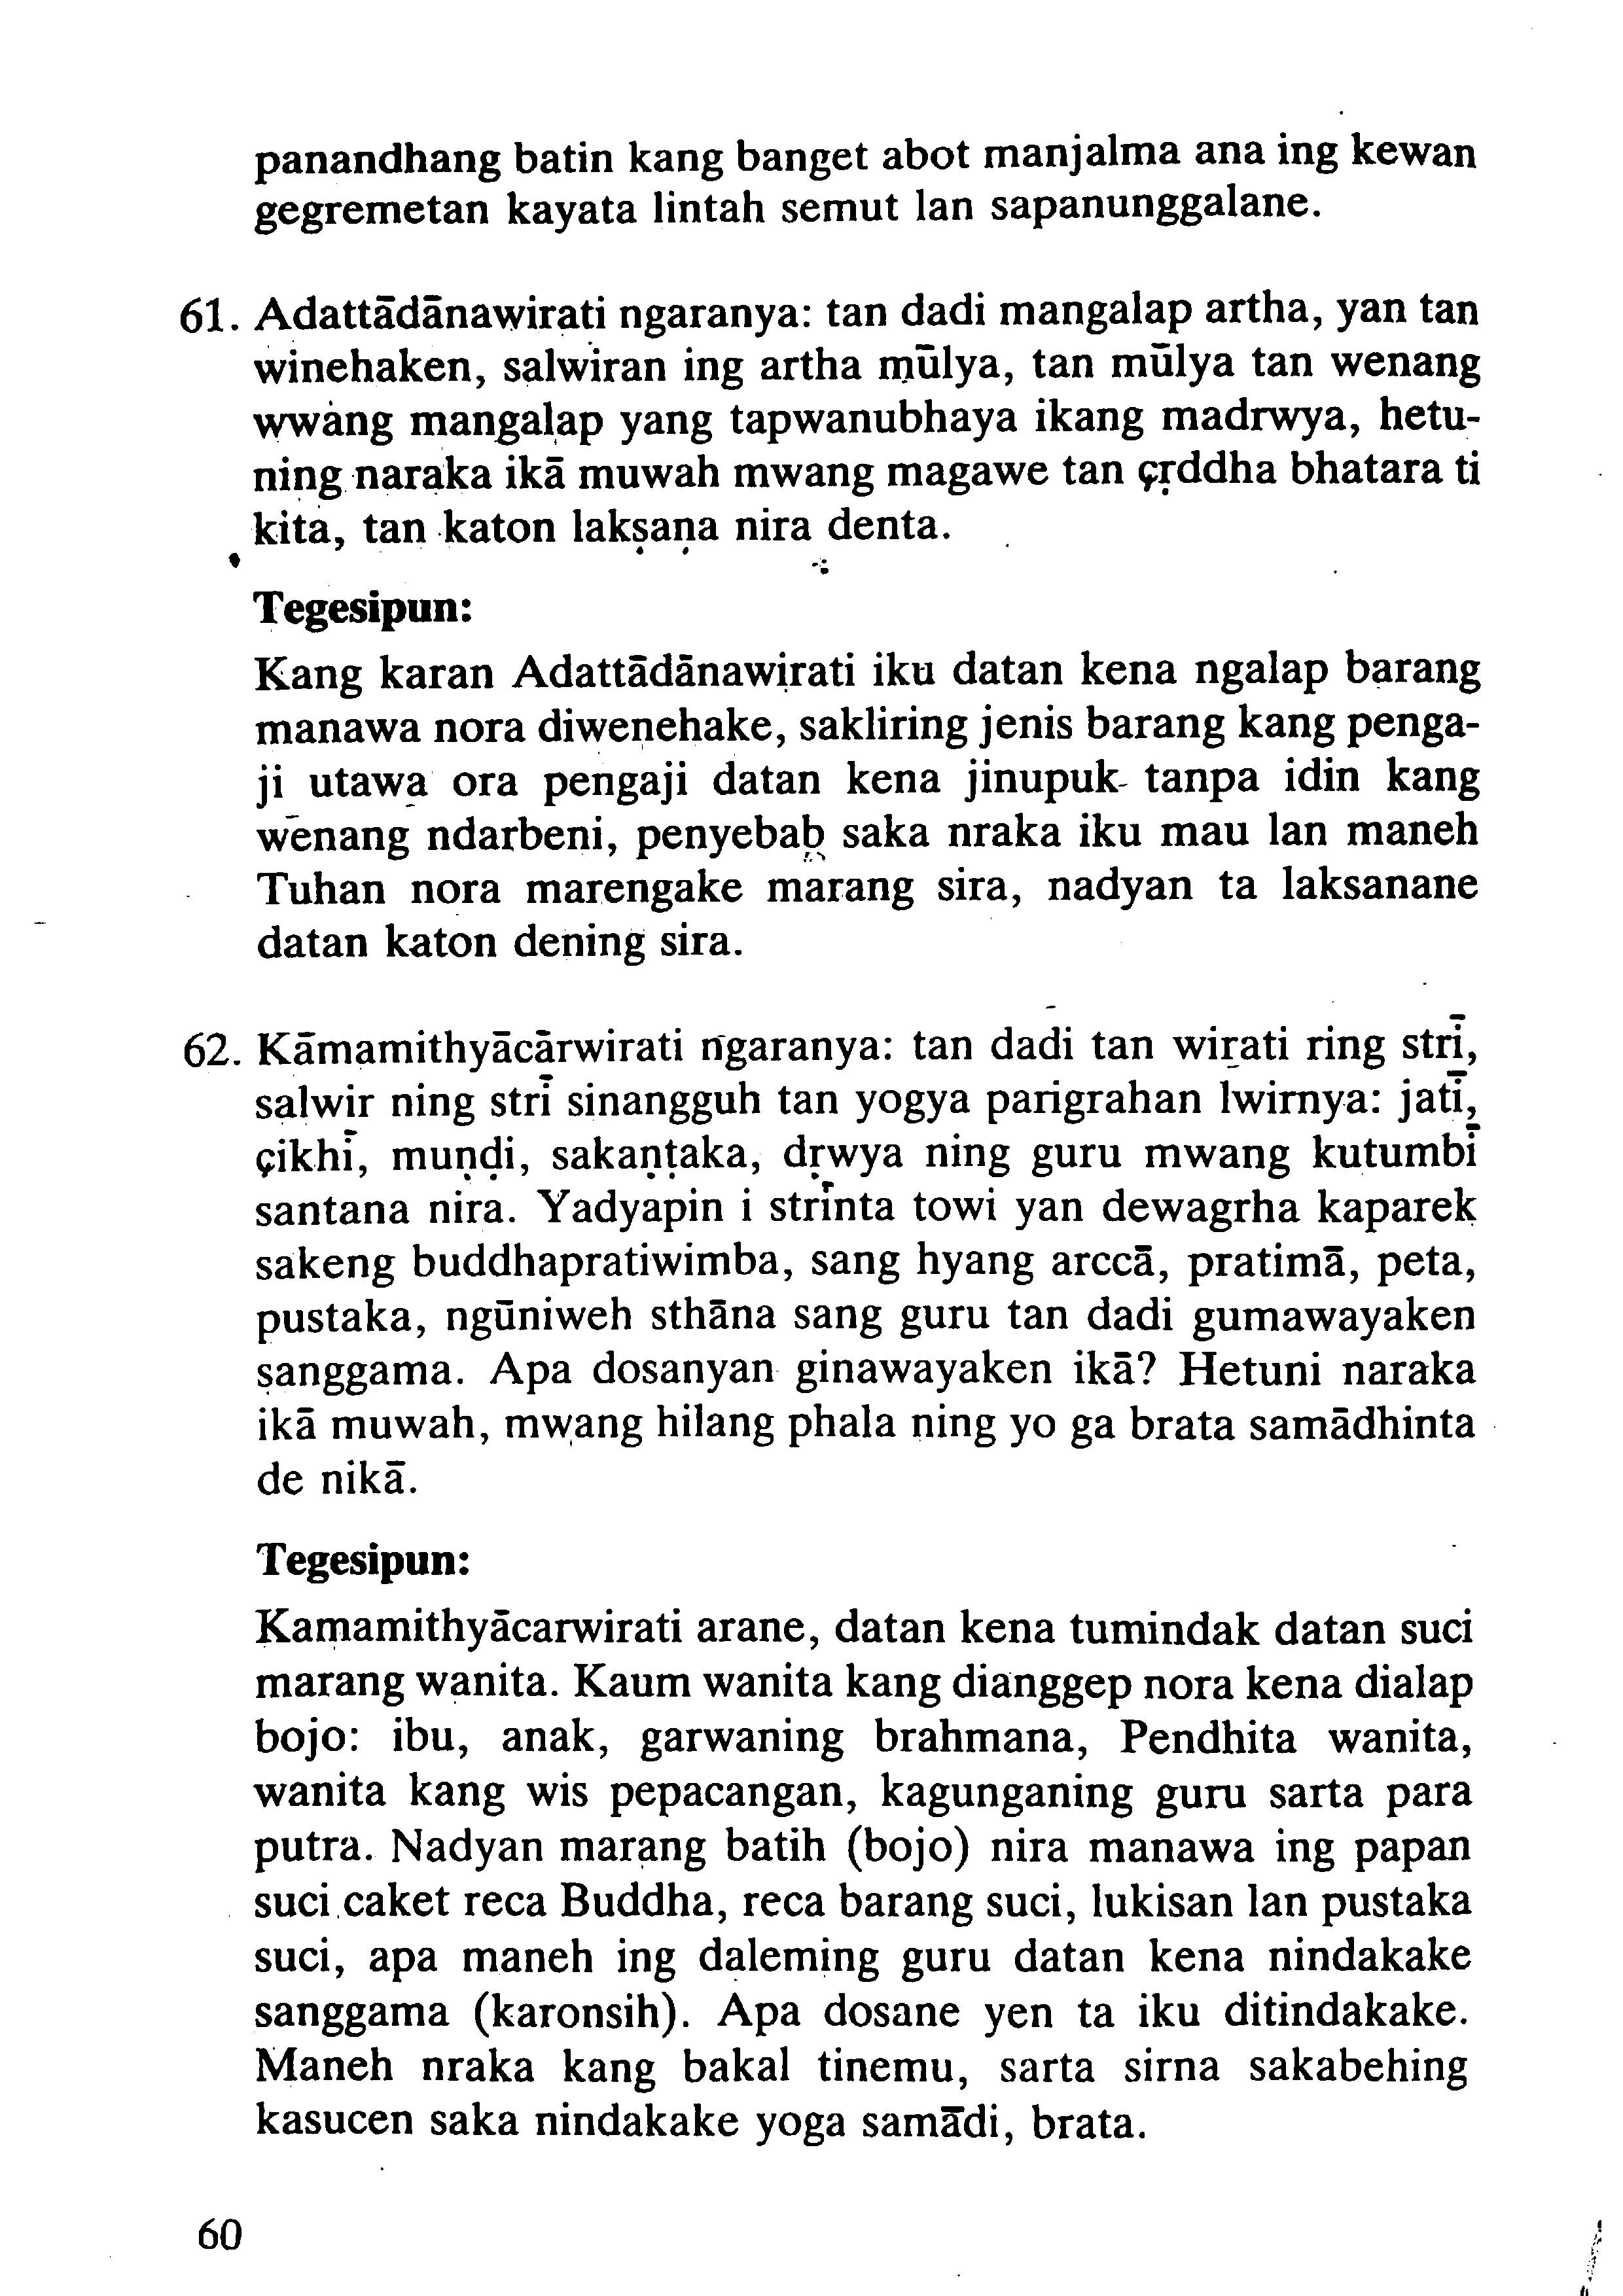 panandhang batin kang banget abot manjalma ana ing kewan
gegremetan kayata lintah semut lan sapanunggalane.
61. Adattādānawirati ngaranya: tan dadi mangalap artha, yan tan
winehaken, salwiran ing artha mūlya, tan mūlya tan wenang
wwang mangalap yang tapwanubhaya ikang madrwya, hetu-
ning naraka ikā muwah mwang magawe tan çṛddha bhatara ti
kita, tan katon lakṣaṇa nira denta.
Tegesipun:
Kang karan Adattādānawirati iku datan kena ngalap barang
manawa nora diwenehake, sakliring jenis barang kang penga-
ji utawa ora pengaji datan kena jinupuk tanpa idin kang
wenang ndarbeni, penyebab saka nraka iku mau lan maneh
Tuhan nora marengake marang sira, nadyan ta laksanane
datan katon dening sira.
62. Kāmamithyācārwirati ngaranya: tan dadi tan wirati ring strī,
salwir ning strī sinangguh tan yogya parigrahan lwirnya: jatī,
çikhī, muṇḍi, sakaṇṭaka, dṛwya ning guru mwang kutumbī
santana nira. Yadyapin i strīnta towi yan dewagrha kaparek
sakeng buddhapratiwimba, sang hyang arccā, pratimā, peta,
pustaka, ngūniweh sthāna sang guru tan dadi gumawayaken
sanggama. Apa dosanyan ginawayaken ikā? Hetuni naraka
ikā muwah, mwang hilang phala ning yo ga brata samādhinta
de nikā.
Tegesipun:
Kamamithyācarwirati arane, datan kena tumindak datan suci
marang wanita. Kaum wanita kang dianggep nora kena dialap
bojo: ibu, anak, garwaning brahmana, Pendhita wanita,
wanita kang wis pepacangan, kagunganing guru sarta para
putra. Nadyan marang batih (bojo) nira manawa ing papan
suci caket reca Buddha, reca barang suci, lukisan lan pustaka
suci, apa maneh ing daleming guru datan kena nindakake
sanggama (karonsih). Apa dosane yen ta iku ditindakake.
Maneh nraka kang bakal tinemu, sarta sirna sakabehing
kasucen saka nindakake yoga samādi, brata.
60